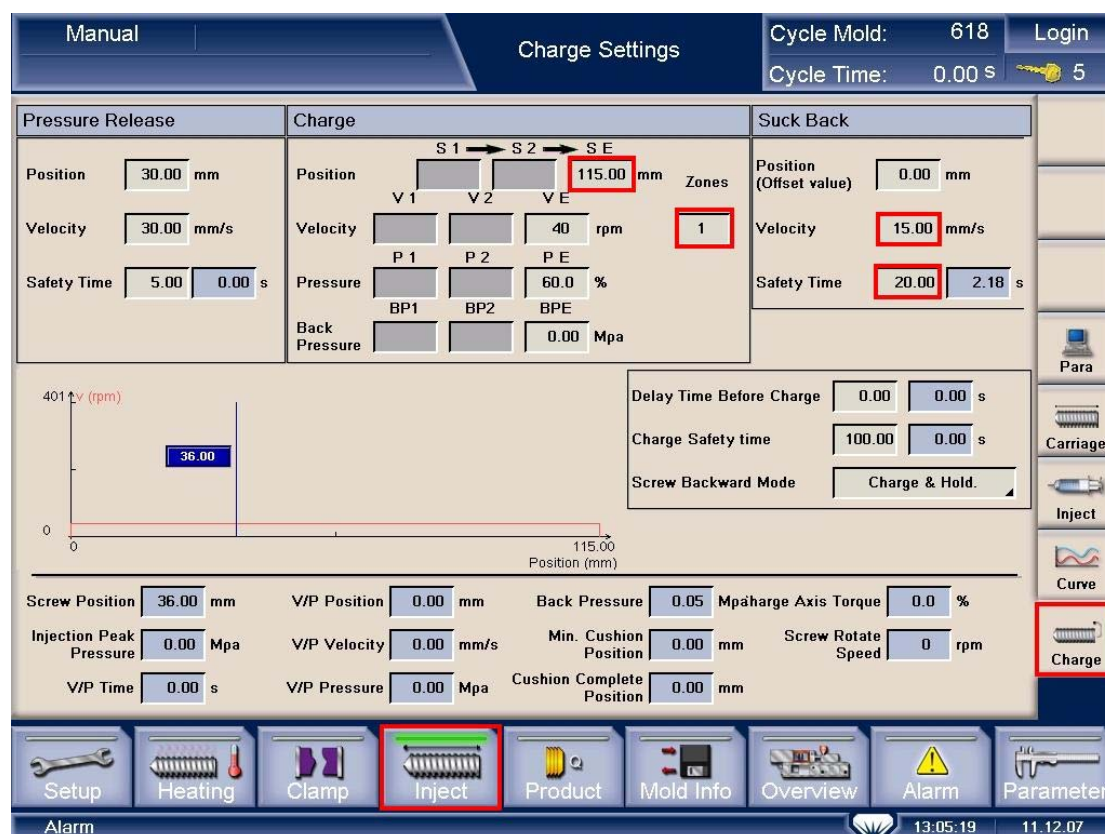 Manual
Charge Settings
Cycle Mold: 618
Login
Cycle Time: 0.00 s
5
Pressure Release
Charge
Suck Back
S 1 S 2 S E
Position 30.00 mm
Position 115.00 mm
Zones
Position (Offset value) 0.00 mm
V 1 V 2 V E
Velocity 30.00 mm/s
Velocity 40 rpm
1
Velocity 15.00 mm/s
P 1 P 2 P E
Safety Time 5.00 0.00 s
Pressure 60.0 %
Safety Time 20.00 2.18 s
BP1 BP2 BPE
Back Pressure 0.00 Mpa
Para
401 v (rpm)
36.00
0
0
115.00
Position (mm)
Delay Time Before Charge 0.00 0.00 s
Charge Safety time 100.00 0.00 s
Screw Backward Mode Charge & Hold.
Carriage
Inject
Curve
Charge
Screw Position 36.00 mm
V/P Position 0.00 mm
Back Pressure 0.05 Mpa
harge Axis Torque 0.0 %
Injection Peak Pressure 0.00 Mpa
V/P Velocity 0.00 mm/s
Min. Cushion Position 0.00 mm
Screw Rotate Speed 0 rpm
V/P Time 0.00 s
V/P Pressure 0.00 Mpa
Cushion Complete Position 0.00 mm
Setup
Heating
Clamp
Inject
Product
Mold Info
Overview
Alarm
Parameter
Alarm
13:05:19
11.12.07